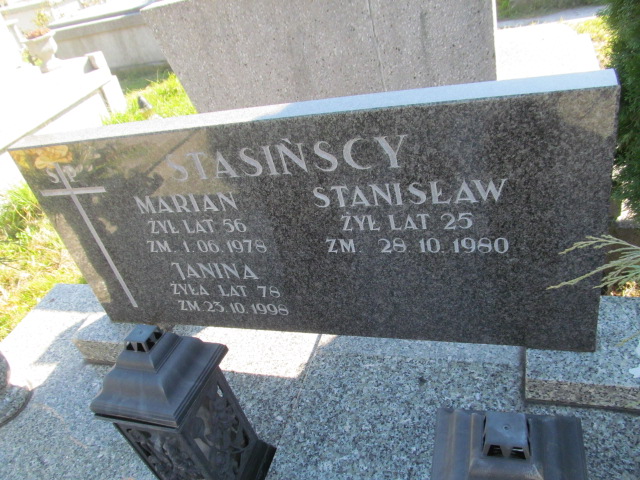 STASIŃSCY
Ś P
MARIAN
ŻYŁ LAT 56
ZM. 1.06.1978
JANINA
ŻYŁA LAT 78
ZM 23.10.1998
STANISŁAW
ŻYŁ LAT 25
ZM 28.10.1980